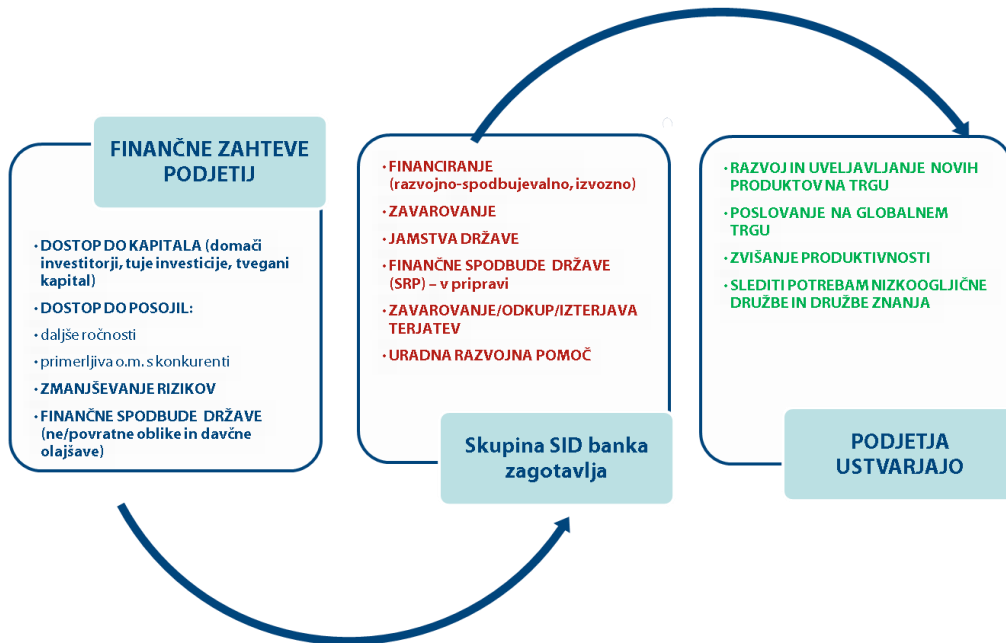 FINANČNE ZAHTEVE
PODJETIJ
· DOSTOP DO KAPITALA (domači
investitorji, tuje investicije, tvegani
kapital)
· DOSTOP DO POSOJIL:
· daljše ročnosti
· primerljiva o.m. s konkurenti
· ZMANJŠEVANJE RIZIKOV
· FINANČNE SPODBUDE DRŽAVE
(ne/povratne oblike in davčne
olajšave)
· FINANCIRANJE
(razvojno-spodbujevalno, izvozno)
· ZAVAROVANJE
· JAMSTVA DRŽAVE
· FINANČNE SPODBUDE DRŽAVE
(SRP) – v pripravi
· ZAVAROVANJE/ODKUP/IZTERJAVA
TERJATEV
· URADNA RAZVOJNA POMOČ
Skupina SID banka
zagotavlja
· RAZVOJ IN UVELJAVLJANJE NOVIH
PRODUKTOV NA TRGU
· POSLOVANJE NA GLOBALNEM
TRGU
· ZVIŠANJE PRODUKTIVNOSTI
· SLEDITI POTREBAM NIZKOOGLJIČNE
DRUŽBE IN DRUŽBE ZNANJA
PODJETJA
USTVARJAJO